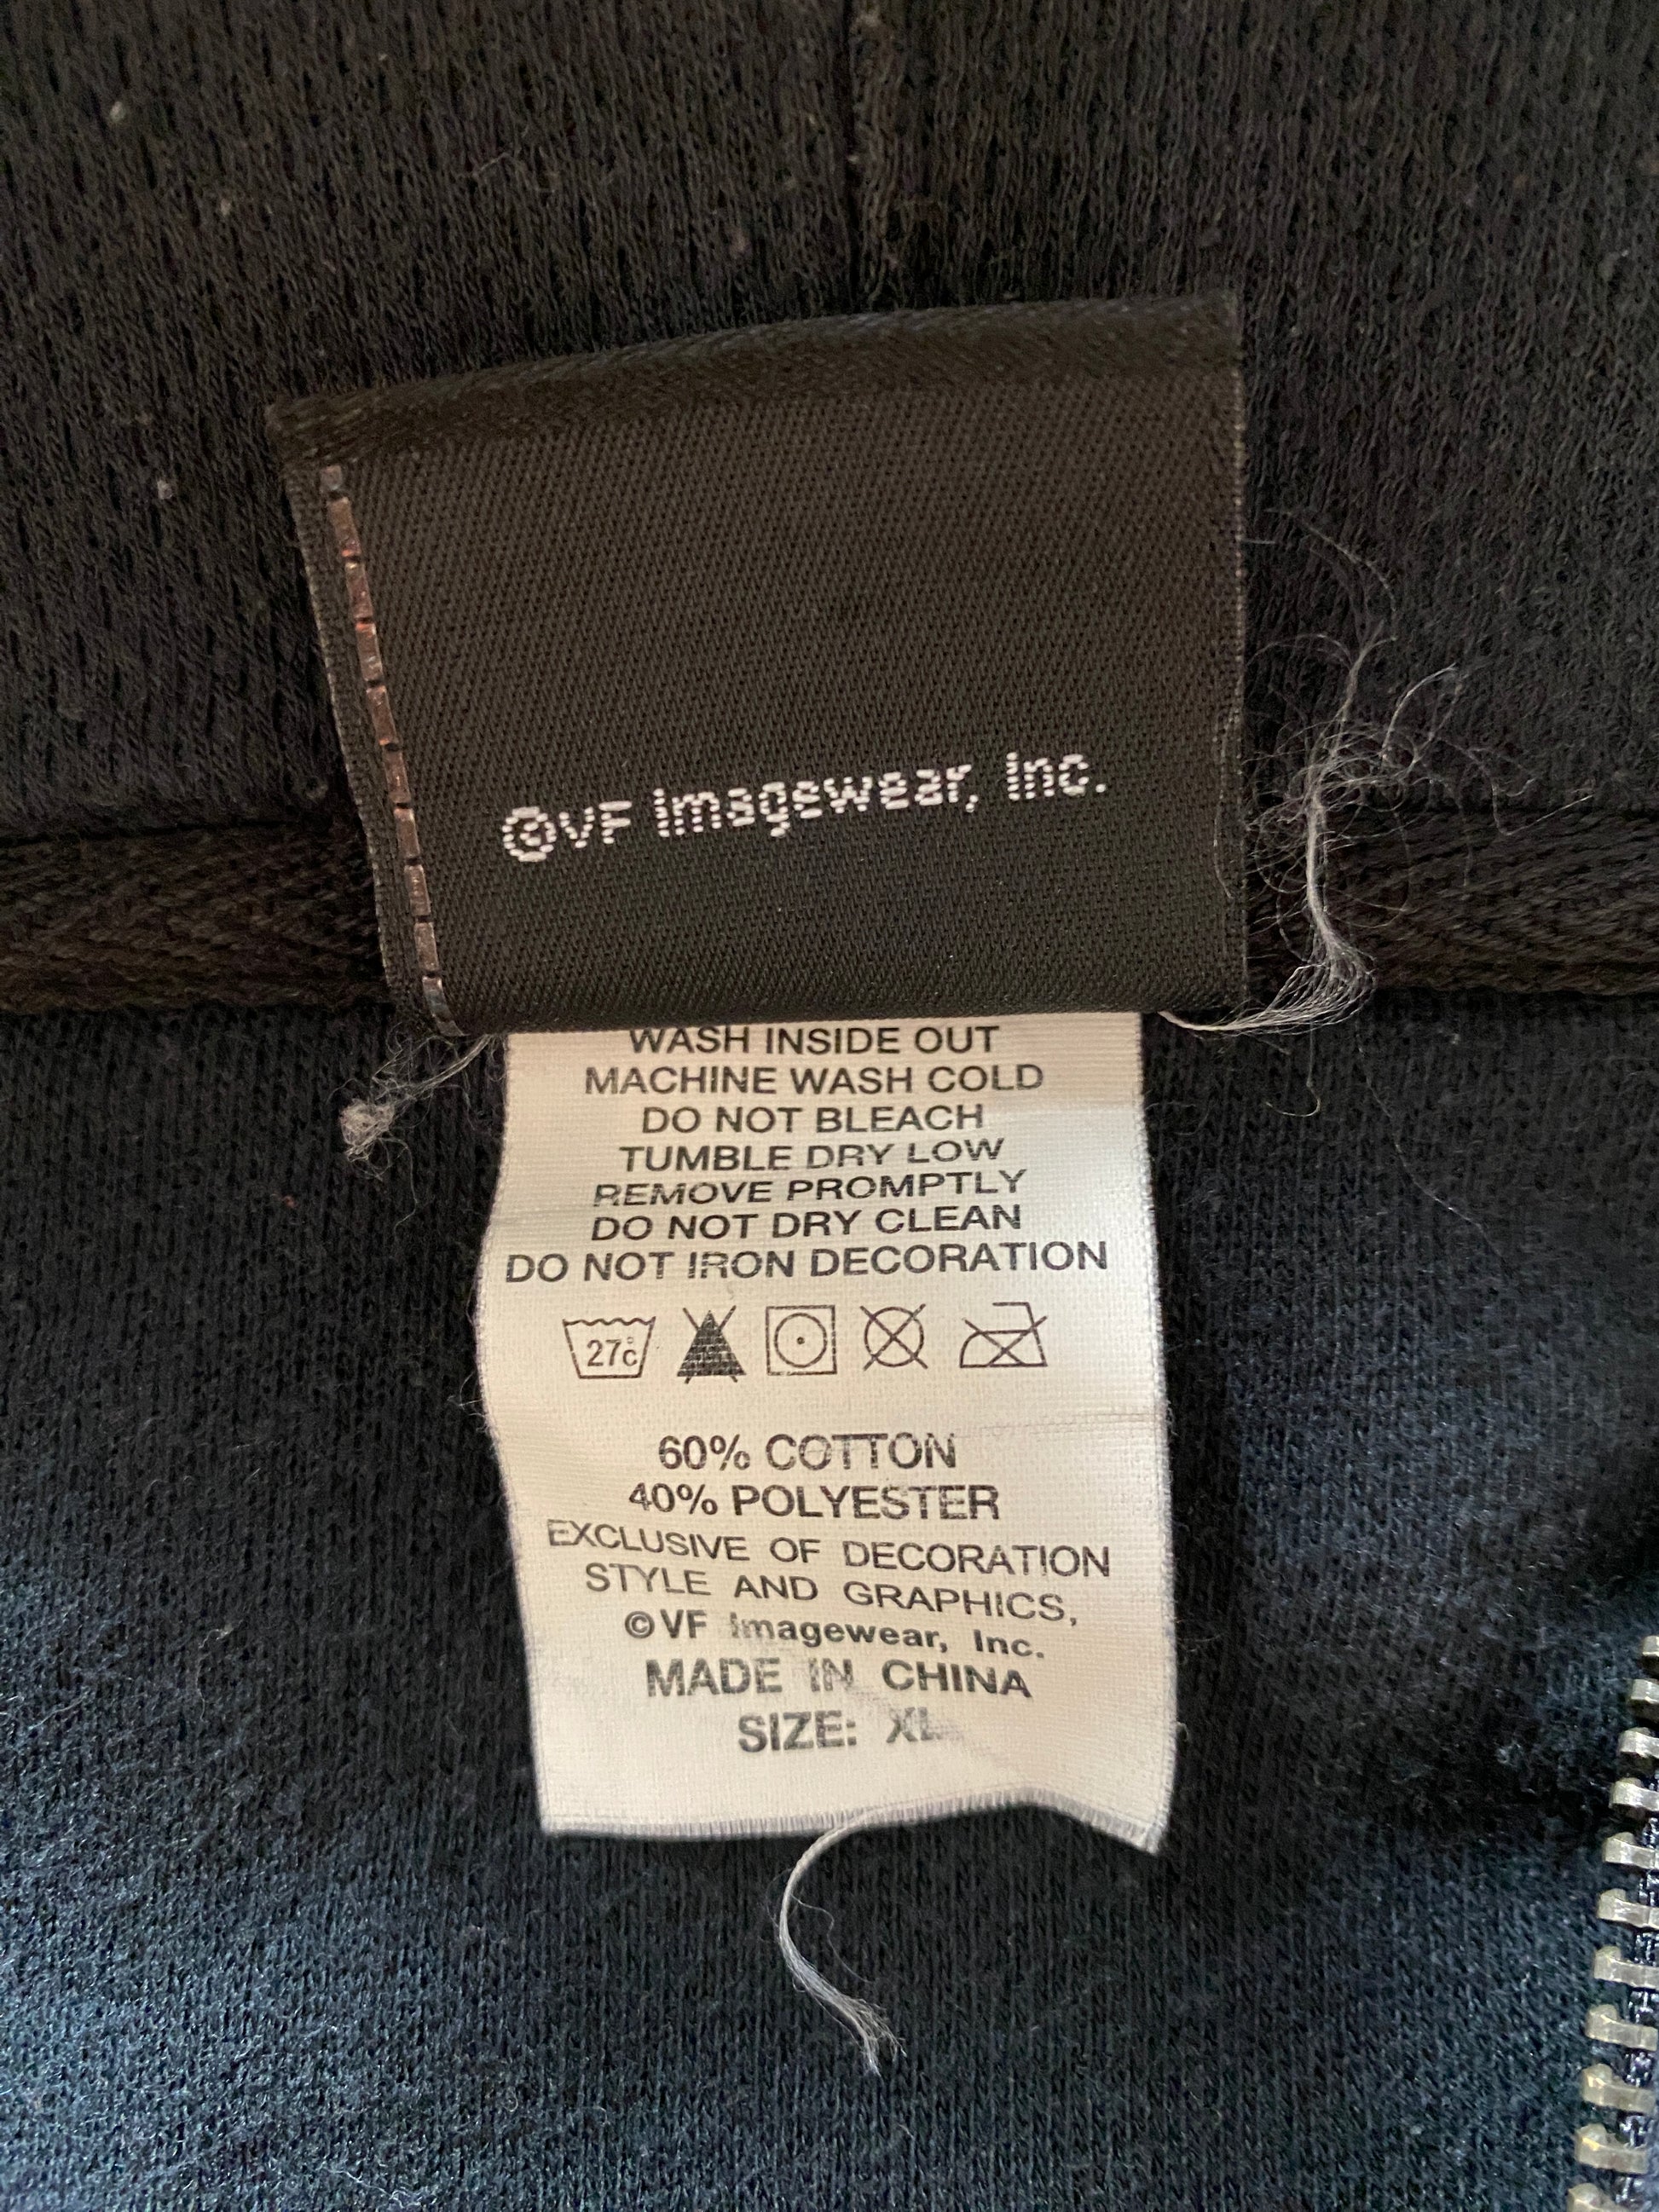 ©VF Imagewear, Inc.
WASH INSIDE OUT
MACHINE WASH COLD
DO NOT BLEACH
TUMBLE DRY LOW
REMOVE PROMPTLY
DO NOT DRY CLEAN
DO NOT IRON DECORATION
27°c
60% COTTON
40% POLYESTER
EXCLUSIVE OF DECORATION
STYLE AND GRAPHICS,
©VF Imagewear, Inc.
MADE IN CHINA
SIZE: XL